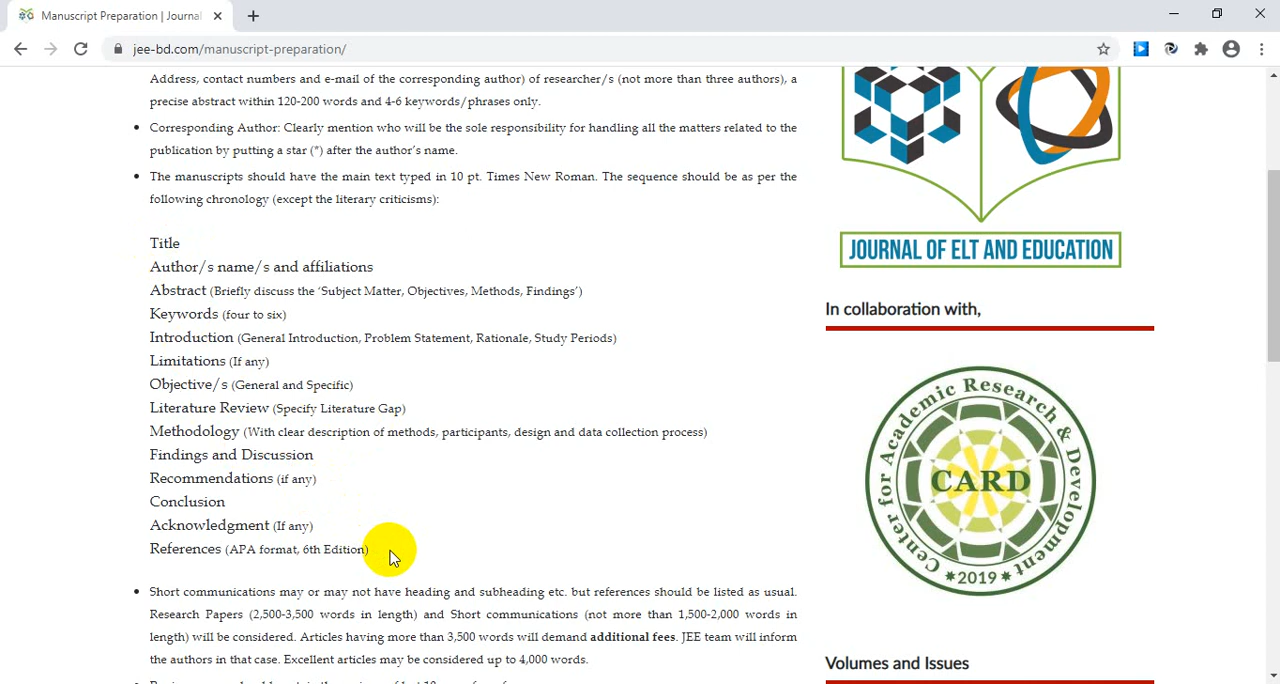 Manuscript Preparation | Journal
jee-bd.com/manuscript-preparation/
Address, contact numbers and e-mail of the corresponding author) of researcher/s (not more than three authors), a
precise abstract within 120-200 words and 4-6 keywords/phrases only.
Corresponding Author: Clearly mention who will be the sole responsibility for handling all the matters related to the
publication by putting a star (*) after the author's name.
The manuscripts should have the main text typed in 10 pt. Times New Roman. The sequence should be as per the
following chronology (except the literary criticisms):
Title
Author/s name/s and affiliations
Abstract (Briefly discuss the 'Subject Matter, Objectives, Methods, Findings')
Keywords (four to six)
Introduction (General Introduction, Problem Statement, Rationale, Study Periods)
Limitations (If any)
Objective/s (General and Specific)
Literature Review (Specify Literature Gap)
Methodology (With clear description of methods, participants, design and data collection process)
Findings and Discussion
Recommendations (if any)
Conclusion
Acknowledgment (If any)
References (APA format, 6th Edition)
Short communications may or may not have heading and subheading etc. but references should be listed as usual.
Research Papers (2,500-3,500 words in length) and Short communications (not more than 1,500-2,000 words in
length) will be considered. Articles having more than 3,500 words will demand additional fees. JEE team will inform
the authors in that case. Excellent articles may be considered up to 4,000 words.
JOURNAL OF ELT AND EDUCATION
In collaboration with,
Center for Academic Research & Development
CARD
*2019*
Volumes and Issues